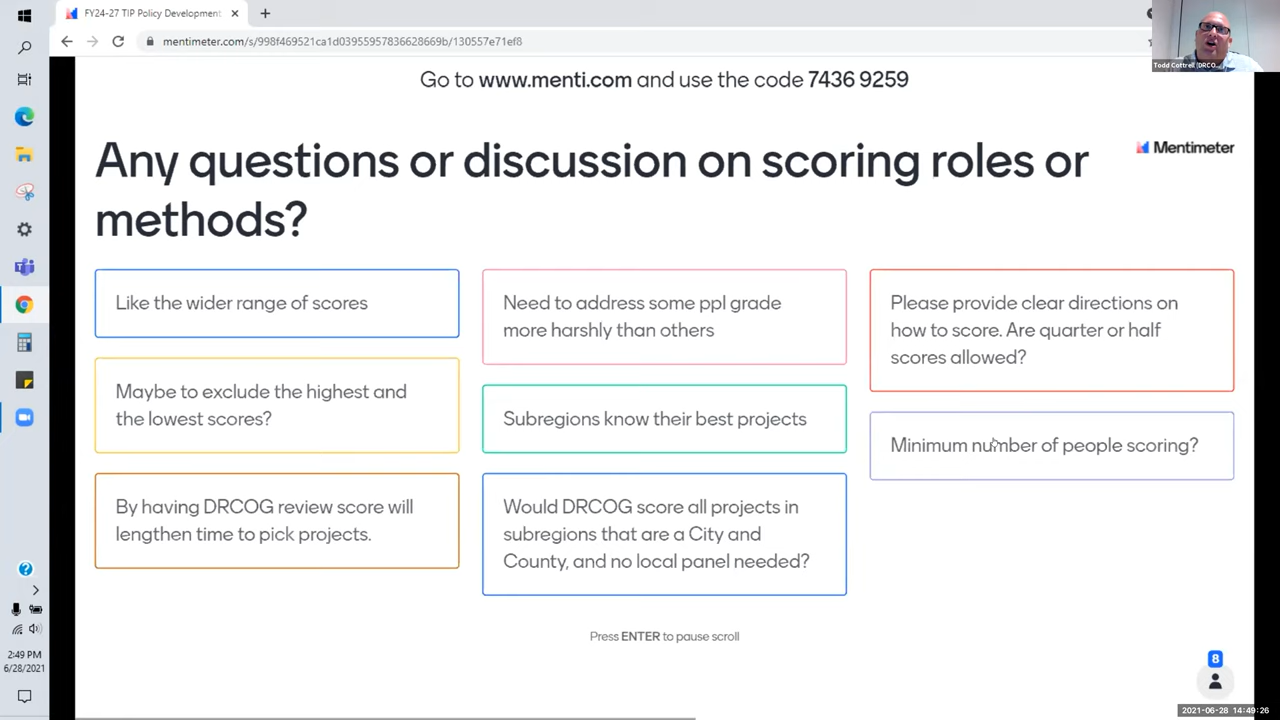 FY24-27 TIP Policy Development
mentimeter.com/s/998f469521ca1d03955957836628669b/130557e71ef8
Todd Cottrell (DRCO...
Go to www.menti.com and use the code 7436 9259
Any questions or discussion on scoring roles or
methods?
Mentimeter
Like the wider range of scores
Maybe to exclude the highest and
the lowest scores?
By having DRCOG review score will
lengthen time to pick projects.
Need to address some ppl grade
more harshly than others
Subregions know their best projects
Would DRCOG score all projects in
subregions that are a City and
County, and no local panel needed?
Please provide clear directions on
how to score. Are quarter or half
scores allowed?
Minimum number of people scoring?
Press ENTER to pause scroll
8
2:49 PM
6/28/2021
2021-06-28 14:49:26